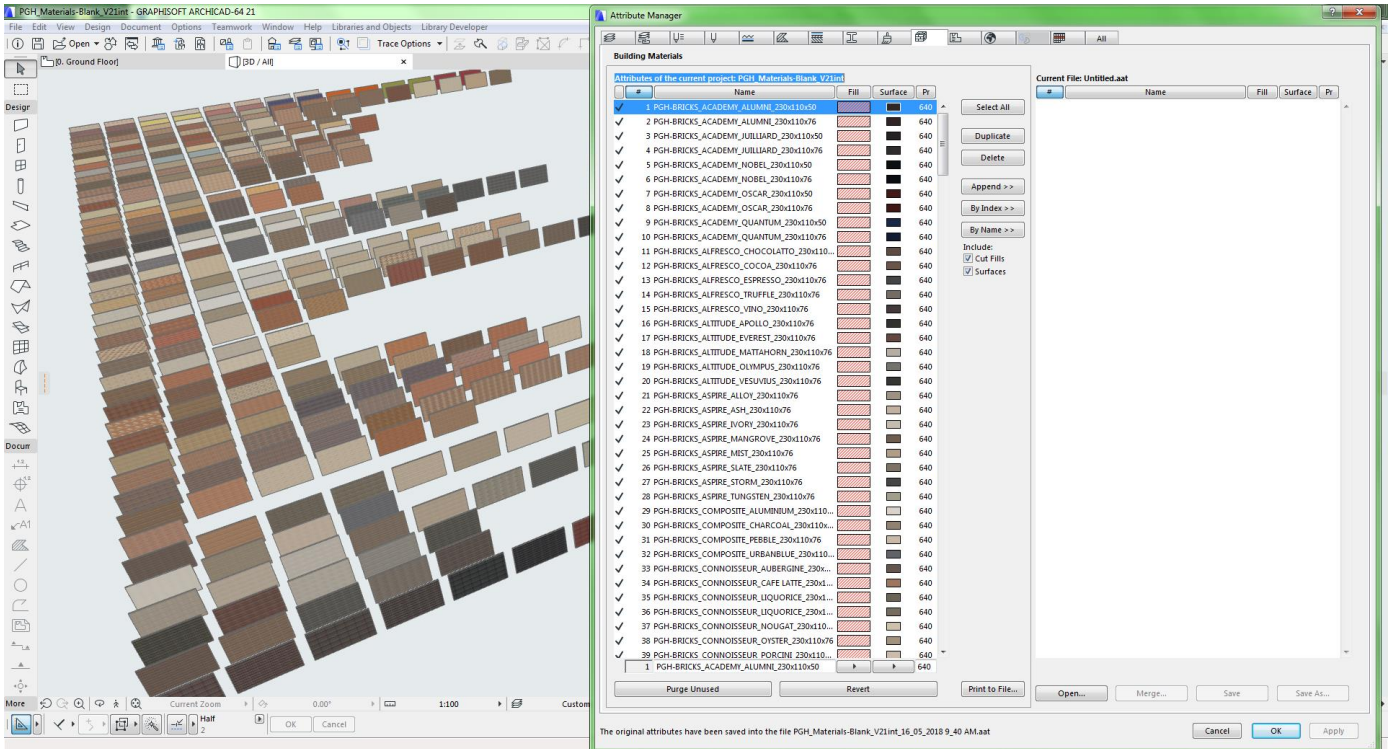 PGH_Materials-Blank_V21int - GRAPHISOFT ARCHICAD-64 21
File Edit View Design Document Options Teamwork Window Help Libraries and Objects Library Developer
Open
Trace Options
[0. Ground Floor]
[3D / All]
Design
Docum
A
A1
More
Current Zoom
0.00°
1:100
Custom
Half
2
OK
Cancel
Attribute Manager
All
Building Materials
Attributes of the current project: PGH_Materials-Blank_V21int
# Name Fill Surface Pr
1 PGH-BRICKS_ACADEMY_ALUMNI_230x110x50 640
2 PGH-BRICKS_ACADEMY_ALUMNI_230x110x76 640
3 PGH-BRICKS_ACADEMY_JUILLIARD_230x110x50 640
4 PGH-BRICKS_ACADEMY_JUILLIARD_230x110x76 640
5 PGH-BRICKS_ACADEMY_NOBEL_230x110x50 640
6 PGH-BRICKS_ACADEMY_NOBEL_230x110x76 640
7 PGH-BRICKS_ACADEMY_OSCAR_230x110x50 640
8 PGH-BRICKS_ACADEMY_OSCAR_230x110x76 640
9 PGH-BRICKS_ACADEMY_QUANTUM_230x110x50 640
10 PGH-BRICKS_ACADEMY_QUANTUM_230x110x76 640
11 PGH-BRICKS_ALFRESCO_CHOCOLATTO_230x110... 640
12 PGH-BRICKS_ALFRESCO_COCOA_230x110x76 640
13 PGH-BRICKS_ALFRESCO_ESPRESSO_230x110x76 640
14 PGH-BRICKS_ALFRESCO_TRUFFLE_230x110x76 640
15 PGH-BRICKS_ALFRESCO_VINO_230x110x76 640
16 PGH-BRICKS_ALTITUDE_APOLLO_230x110x76 640
17 PGH-BRICKS_ALTITUDE_EVEREST_230x110x76 640
18 PGH-BRICKS_ALTITUDE_MATTAHORN_230x110x76 640
19 PGH-BRICKS_ALTITUDE_OLYMPUS_230x110x76 640
20 PGH-BRICKS_ALTITUDE_VESUVIUS_230x110x76 640
21 PGH-BRICKS_ASPIRE_ALLOY_230x110x76 640
22 PGH-BRICKS_ASPIRE_ASH_230x110x76 640
23 PGH-BRICKS_ASPIRE_IVORY_230x110x76 640
24 PGH-BRICKS_ASPIRE_MANGROVE_230x110x76 640
25 PGH-BRICKS_ASPIRE_MIST_230x110x76 640
26 PGH-BRICKS_ASPIRE_SLATE_230x110x76 640
27 PGH-BRICKS_ASPIRE_STORM_230x110x76 640
28 PGH-BRICKS_ASPIRE_TUNGSTEN_230x110x76 640
29 PGH-BRICKS_COMPOSITE_ALUMINIUM_230x110... 640
30 PGH-BRICKS_COMPOSITE_CHARCOAL_230x110x... 640
31 PGH-BRICKS_COMPOSITE_PEBBLE_230x110x76 640
32 PGH-BRICKS_COMPOSITE_URBANBLUE_230x110... 640
33 PGH-BRICKS_CONNOISSEUR_AUBERGINE_230x... 640
34 PGH-BRICKS_CONNOISSEUR_CAFE LATTE_230x1... 640
35 PGH-BRICKS_CONNOISSEUR_LIQUORICE_230x1... 640
36 PGH-BRICKS_CONNOISSEUR_LIQUORICE_230x1... 640
37 PGH-BRICKS_CONNOISSEUR_NOUGAT_230x110... 640
38 PGH-BRICKS_CONNOISSEUR_OYSTER_230x110x76 640
39 PGH-BRICKS_CONNOISSEUR_PORCINI_230x110... 640
1 PGH-BRICKS_ACADEMY_ALUMNI_230x110x50 640
Purge Unused
Revert
Select All
Duplicate
Delete
Append >>
By Index >>
By Name >>
Include:
Cut Fills
Surfaces
Print to File...
Current File: Untitled.aat
# Name Fill Surface Pr
Open...
Merge...
Save
Save As...
The original attributes have been saved into the file PGH_Materials-Blank_V21int_16_05_2018 9_40 AM.aat
Cancel
OK
Apply